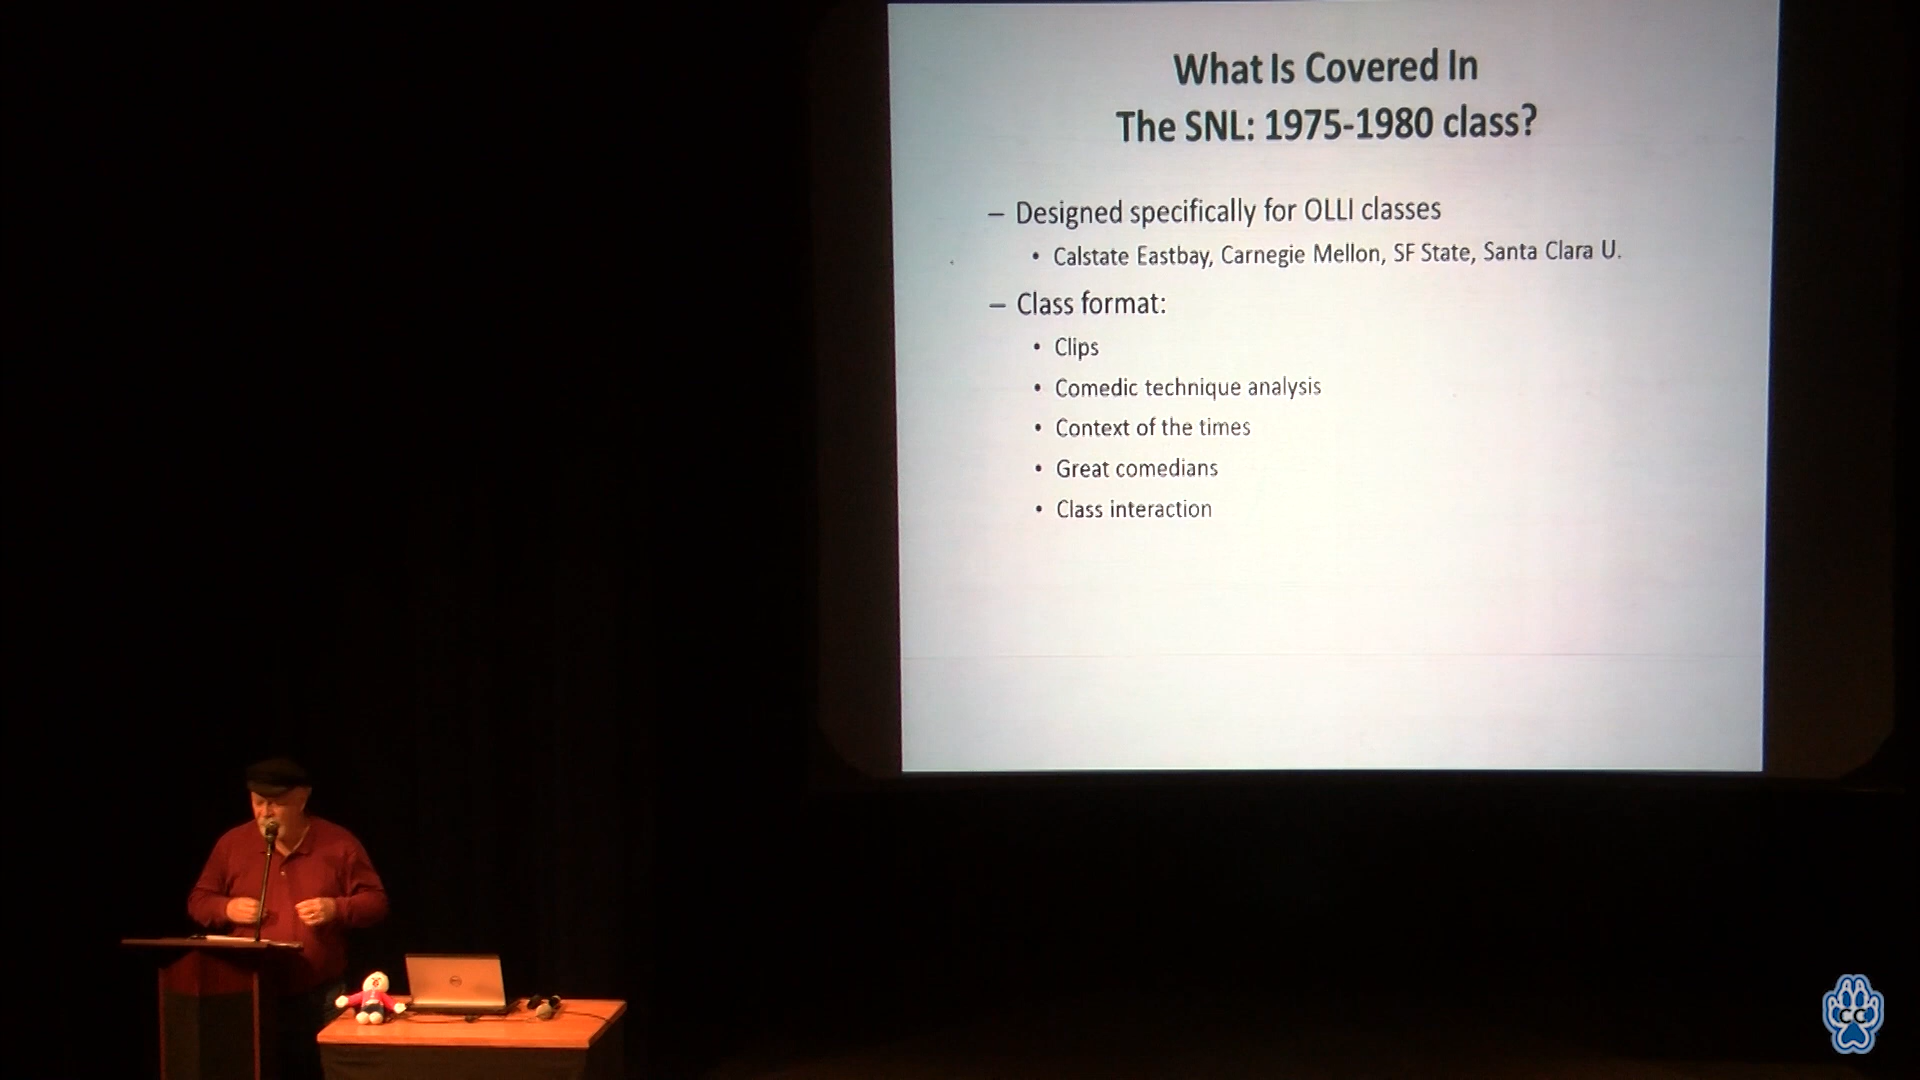 What Is Covered In
The SNL: 1975-1980 class?
– Designed specifically for OLLI classes
• Calstate Eastbay, Carnegie Mellon, SF State, Santa Clara U.
– Class format:
• Clips
• Comedic technique analysis
• Context of the times
• Great comedians
• Class interaction
DELL
CC